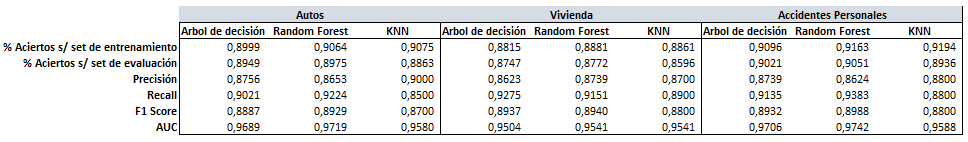 Autos Vivienda Accidentes Personales
Arbol de decisión Random Forest KNN Arbol de decisión Random Forest KNN Arbol de decisión Random Forest KNN
% Aciertos s/ set de entrenamiento 0,8999 0,9064 0,9075 0,8815 0,8881 0,8861 0,9096 0,9163 0,9194
% Aciertos s/ set de evaluación 0,8949 0,8975 0,8863 0,8747 0,8772 0,8596 0,9021 0,9051 0,8936
Precisión 0,8756 0,8653 0,9000 0,8623 0,8739 0,8700 0,8739 0,8624 0,8800
Recall 0,9021 0,9224 0,8500 0,9275 0,9151 0,8900 0,9135 0,9383 0,8800
F1 Score 0,8887 0,8929 0,8700 0,8937 0,8940 0,8800 0,8932 0,8988 0,8800
AUC 0,9689 0,9719 0,9580 0,9504 0,9541 0,9541 0,9706 0,9742 0,9588